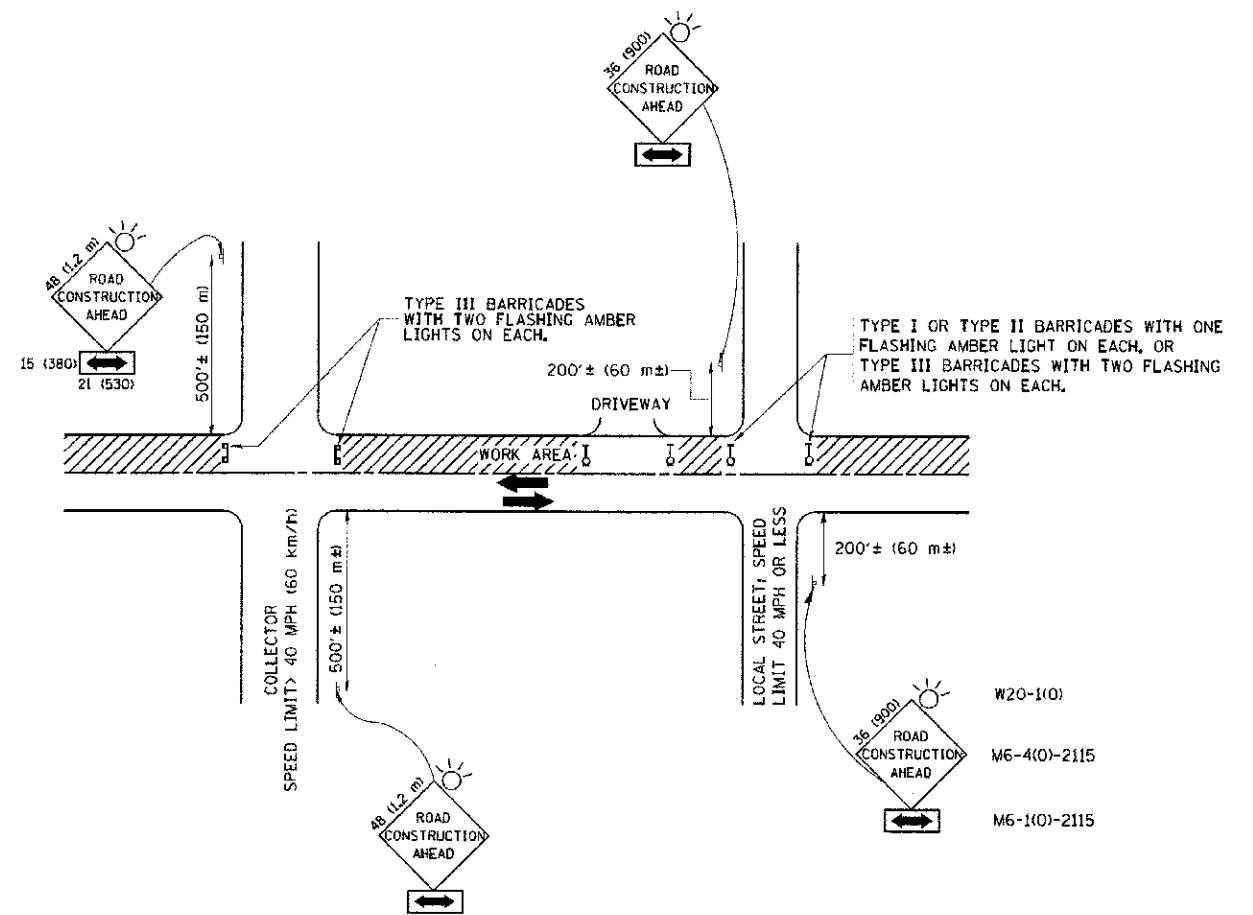 36 (900)
ROAD
CONSTRUCTION
AHEAD
48 (1.2 m)
ROAD
CONSTRUCTION
AHEAD
15 (380)
21 (530)
500'± (150 m)
TYPE III BARRICADES
WITH TWO FLASHING AMBER
LIGHTS ON EACH.
200'± (60 m±)
DRIVEWAY
TYPE I OR TYPE II BARRICADES WITH ONE
FLASHING AMBER LIGHT ON EACH, OR
TYPE III BARRICADES WITH TWO FLASHING
AMBER LIGHTS ON EACH.
WORK AREA
COLLECTOR
SPEED LIMIT> 40 MPH (60 km/h)
500'± (150 m±)
LOCAL STREET; SPEED
LIMIT 40 MPH OR LESS
200'± (60 m±)
48 (1.2 m)
ROAD
CONSTRUCTION
AHEAD
36 (900)
ROAD
CONSTRUCTION
AHEAD
W20-1(O)
M6-4(O)-2115
M6-1(O)-2115